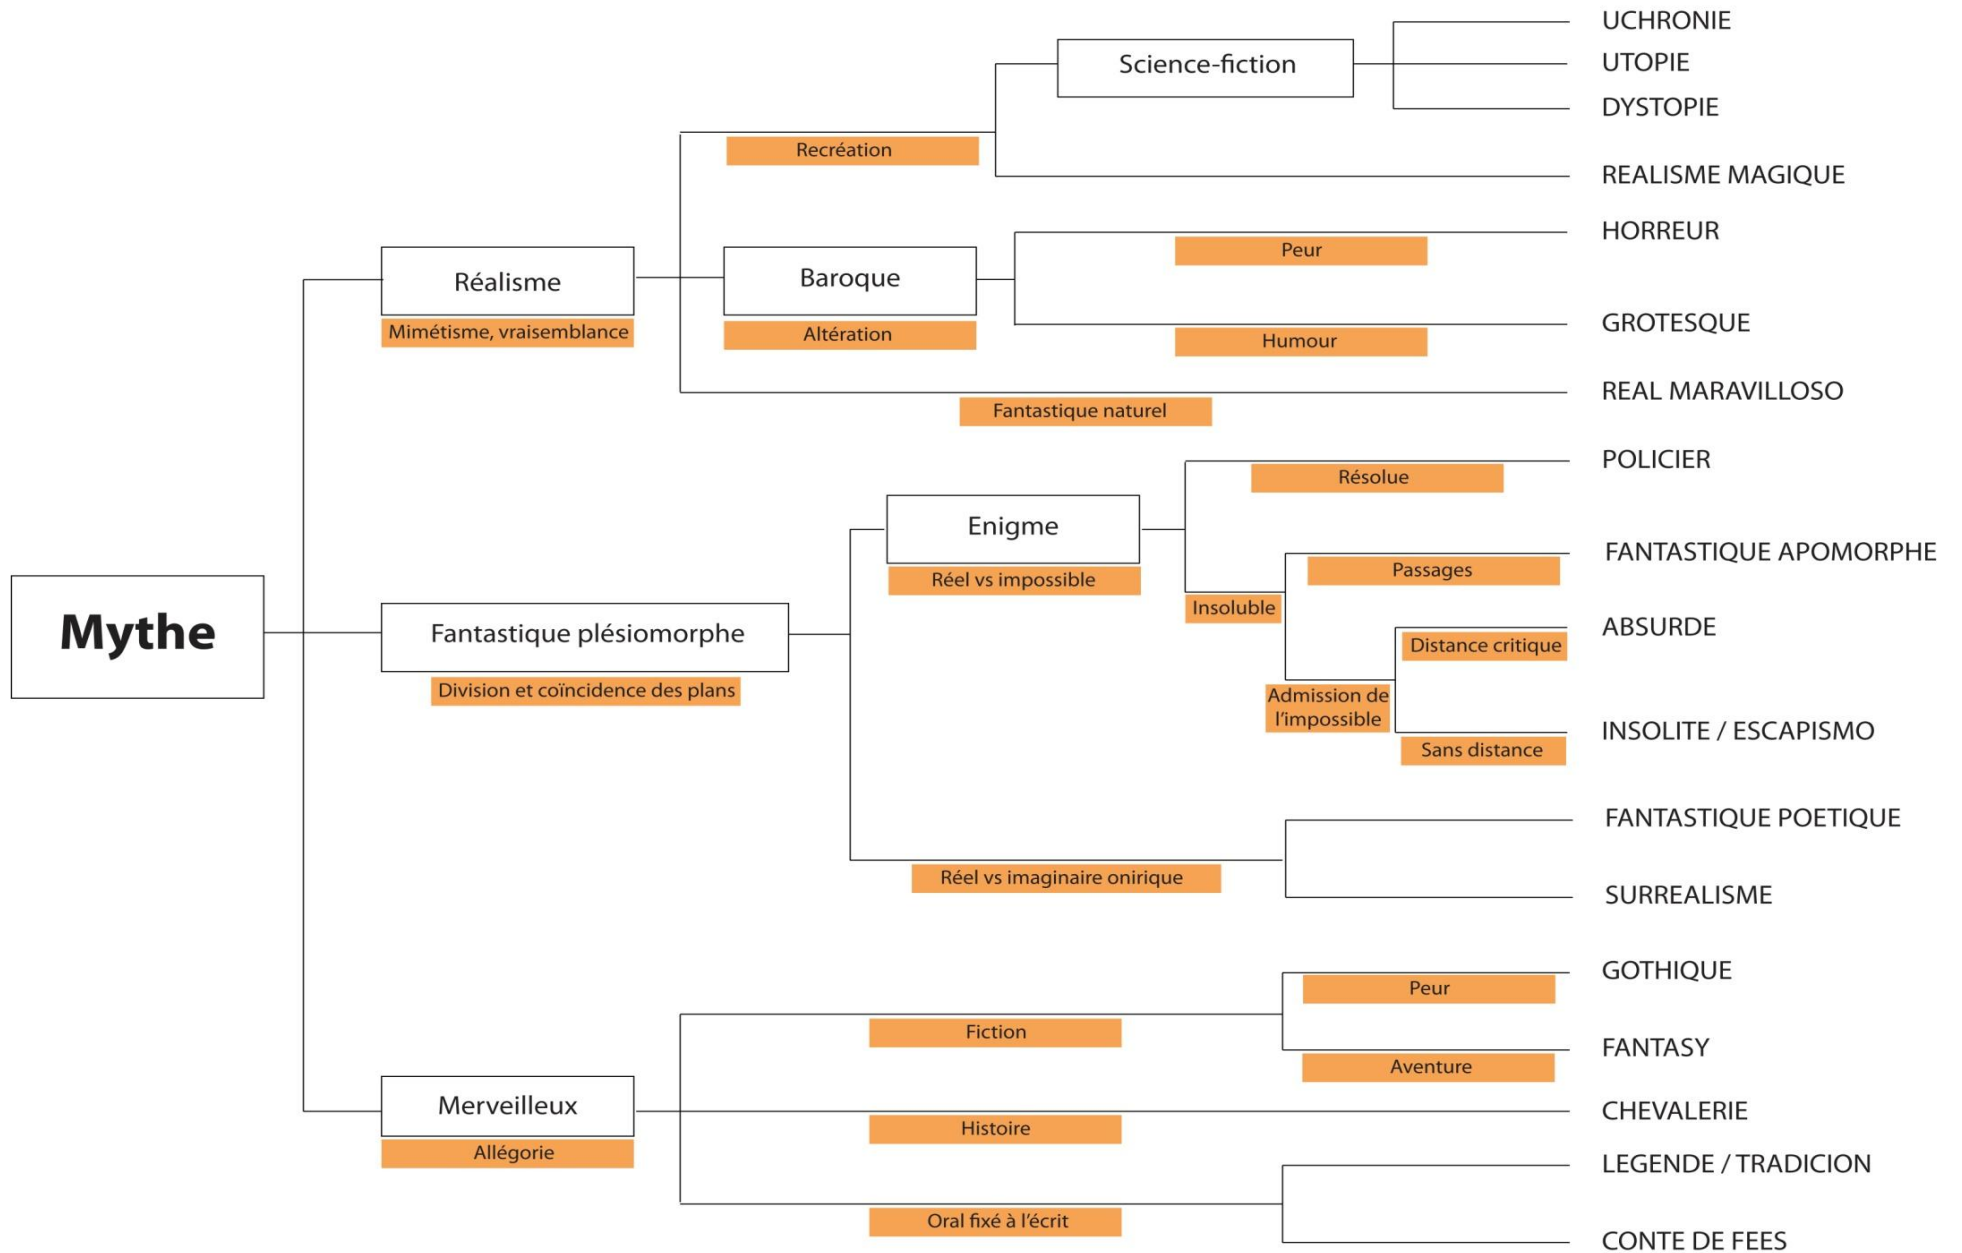 UCHRONIE
Science-fiction
UTOPIE
DYSTOPIE
Recréation
REALISME MAGIQUE
HORREUR
Peur
Réalisme
Baroque
Mimétisme, vraisemblance
Altération
GROTESQUE
Humour
REAL MARAVILLOSO
Fantastique naturel
POLICIER
Résolue
Enigme
Réel vs impossible
FANTASTIQUE APOMORPHE
Passages
Insoluble
Mythe
Fantastique plésiomorphe
Division et coïncidence des plans
ABSURDE
Distance critique
Admission de
l'impossible
INSOLITE / ESCAPISMO
Sans distance
FANTASTIQUE POETIQUE
Réel vs imaginaire onirique
SURREALISME
GOTHIQUE
Peur
Fiction
FANTASY
Aventure
Merveilleux
Allégorie
CHEVALERIE
Histoire
LEGENDE / TRADICION
Oral fixé à l'écrit
CONTE DE FEES